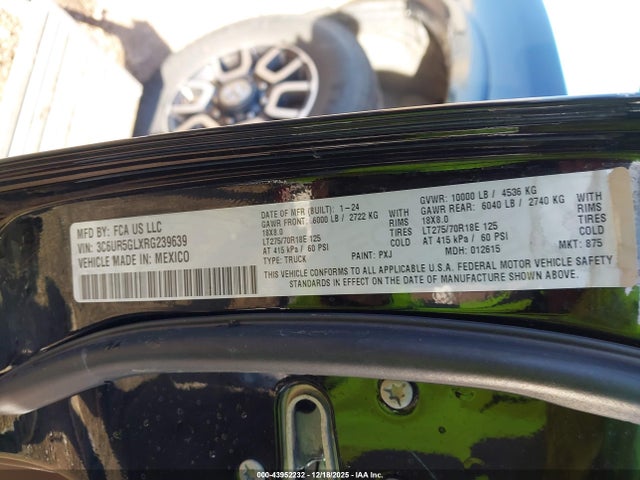 MFD BY: FCA US LLC
VIN: 3C6UR5GLXRG239639
VEHICLE MADE IN: MEXICO
DATE OF MFR (BUILT): 1-24
GAWR FRONT: 6000 LB / 2722 KG
18X8.0 WITH RIMS
LT275/70R18E 125 TIRES
AT 415 kPa / 60 PSI COLD
TYPE: TRUCK PAINT: PXJ
GVWR: 10000 LB / 4536 KG
GAWR REAR: 6040 LB / 2740 KG
18X8.0 WITH RIMS
LT275/70R18E 125 TIRES
AT 415 kPa / 60 PSI COLD
MDH: 012615 MKT: 875
THIS VEHICLE CONFORMS TO ALL APPLICABLE U.S.A. FEDERAL MOTOR VEHICLE SAFETY
STANDARDS IN EFFECT ON THE DATE OF MANUFACTURE SHOWN ABOVE.
©00-43952232 - 12/18/2025 - IAA Inc.